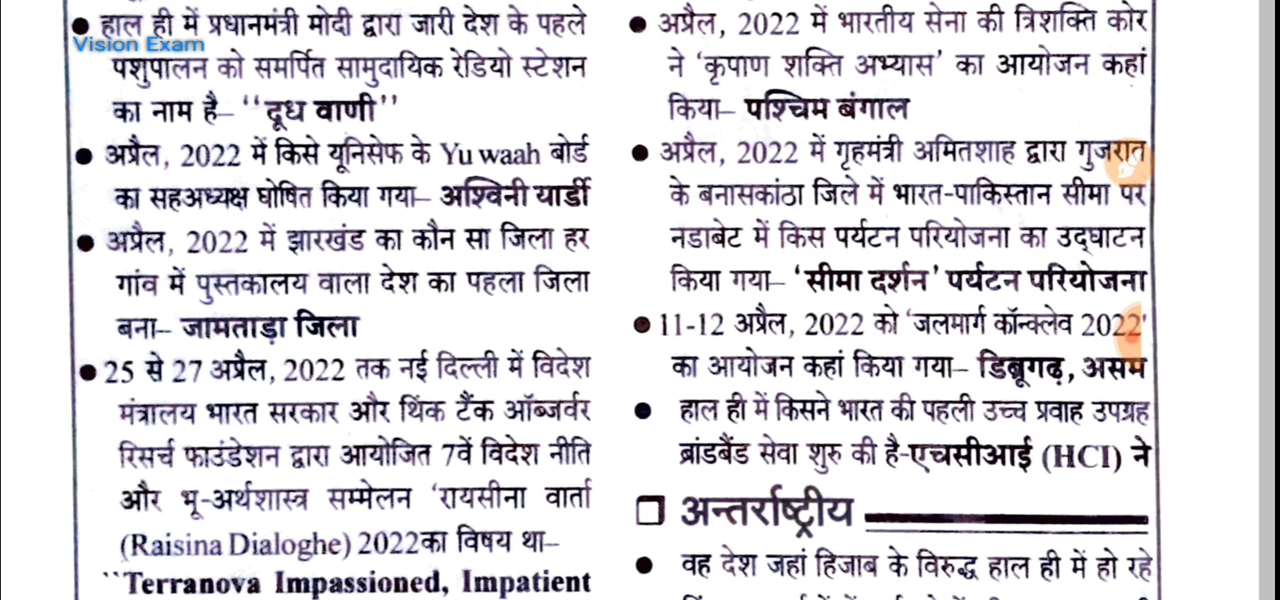 ● हाल ही में प्रधानमंत्री मोदी द्वारा जारी देश के पहले
Vision Exam
पशुपालन को समर्पित सामुदायिक रेडियो स्टेशन
का नाम है– ‘‘दूध वाणी’’
● अप्रैल, 2022 में किसे यूनिसेफ के Yu waah बोर्ड
का सहअध्यक्ष घोषित किया गया– अश्विनी यार्डी
● अप्रैल, 2022 में झारखंड का कौन सा जिला हर
गांव में पुस्तकालय वाला देश का पहला जिला
बना– जामताड़ा जिला
● 25 से 27 अप्रैल, 2022 तक नई दिल्ली में विदेश
मंत्रालय भारत सरकार और थिंक टैंक ऑब्जर्वर
रिसर्च फाउंडेशन द्वारा आयोजित 7वें विदेश नीति
और भू-अर्थशास्त्र सम्मेलन ‘रायसीना वार्ता
(Raisina Dialoghe) 2022का विषय था–
‘‘Terranova Impassioned, Impatient
● अप्रैल, 2022 में भारतीय सेना की त्रिशक्ति कोर
ने ‘कृपाण शक्ति अभ्यास’ का आयोजन कहां
किया– पश्चिम बंगाल
● अप्रैल, 2022 में गृहमंत्री अमितशाह द्वारा गुजरात
के बनासकांठा जिले में भारत-पाकिस्तान सीमा पर
नडाबेट में किस पर्यटन परियोजना का उद्घाटन
किया गया– ‘सीमा दर्शन’ पर्यटन परियोजना
● 11-12 अप्रैल, 2022 को ‘जलमार्ग कॉन्क्लेव 2022’
का आयोजन कहां किया गया– डिब्रूगढ़, असम
● हाल ही में किसने भारत की पहली उच्च प्रवाह उपग्रह
ब्रांडबैंड सेवा शुरु की है-एचसीआई (HCI) ने
❑ अन्तर्राष्ट्रीय
● वह देश जहां हिजाब के विरुद्ध हाल ही में हो रहे